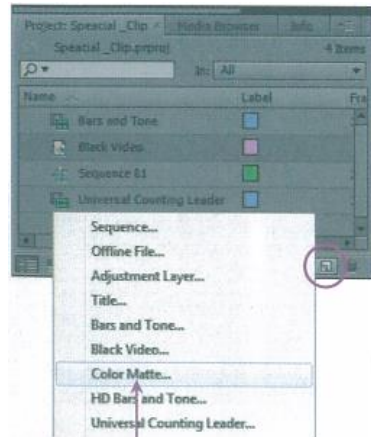 Project: Speacial _Clip × Media Browser Info
Speacial _Clip.prproj 4 Items
In: All
Name Label Fra
Bars and Tone
Black Video
Sequence 01
Universal Counting Leader
Sequence...
Offline File...
Adjustment Layer...
Title...
Bars and Tone...
Black Video...
Color Matte...
HD Bars and Tone...
Universal Counting Leader...